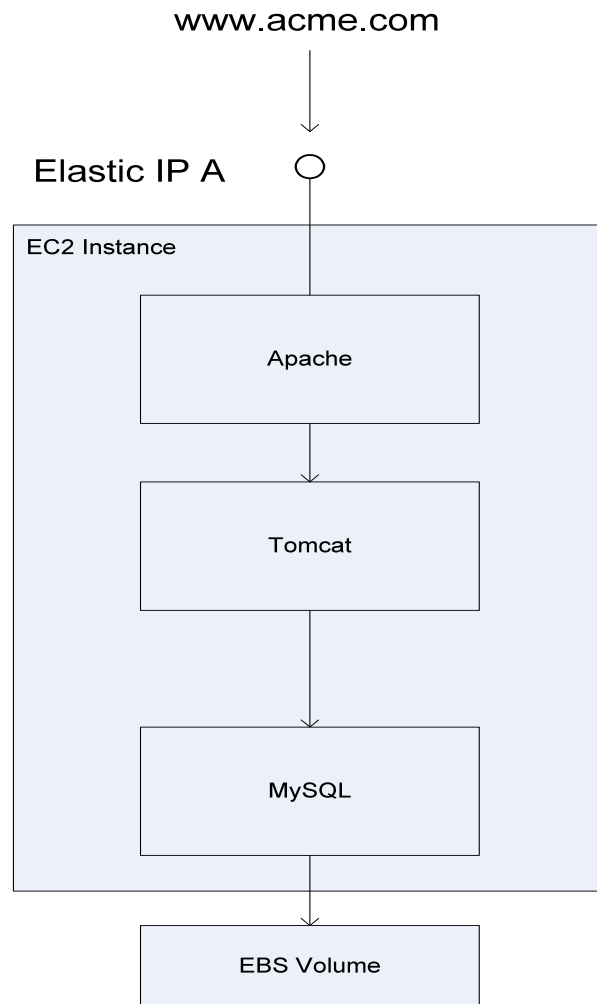 www.acme.com
Elastic IP A
EC2 Instance
Apache
Tomcat
MySQL
EBS Volume